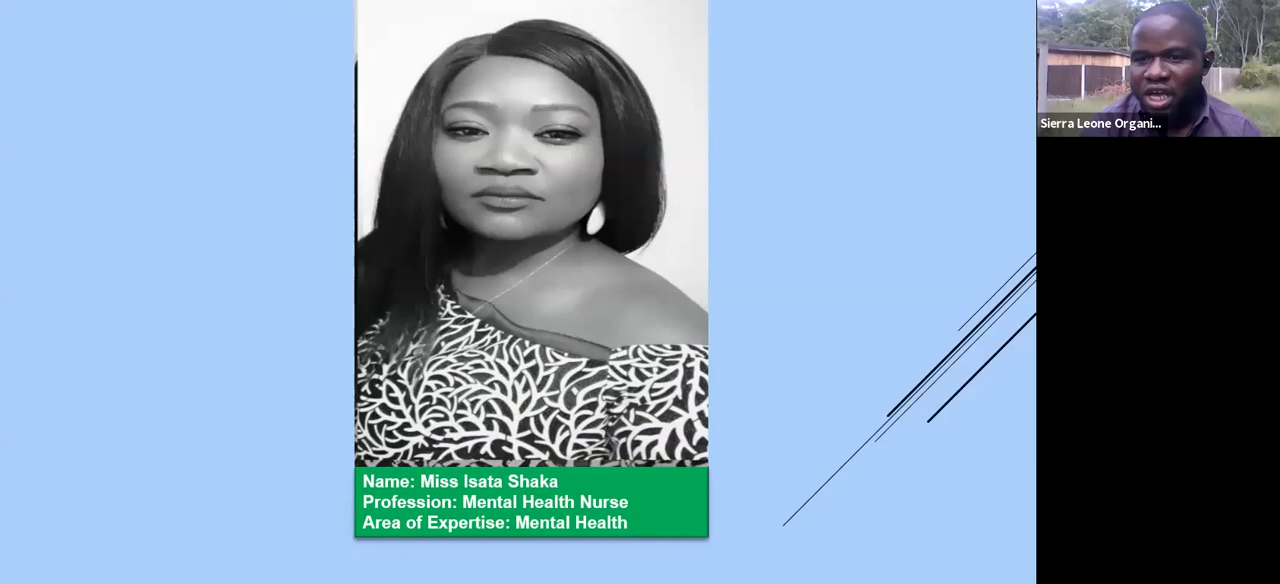 Sierra Leone Organi...
Name: Miss Isata Shaka
Profession: Mental Health Nurse
Area of Expertise: Mental Health